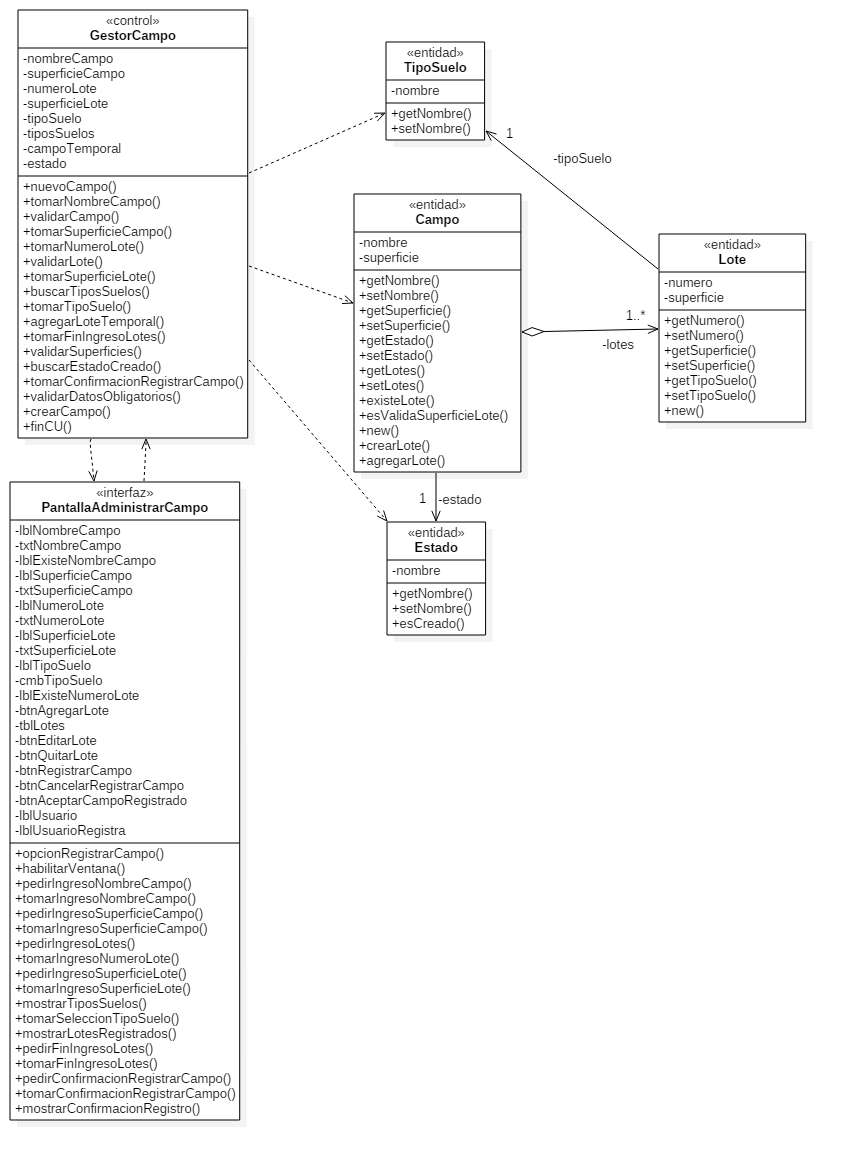 «control»
GestorCampo
-nombreCampo
-superficieCampo
-numeroLote
-superficieLote
-tipoSuelo
-tiposSuelos
-campoTemporal
-estado
+nuevoCampo()
+tomarNombreCampo()
+validarCampo()
+tomarSuperficieCampo()
+tomarNumeroLote()
+validarLote()
+tomarSuperficieLote()
+buscarTiposSuelos()
+tomarTipoSuelo()
+agregarLoteTemporal()
+tomarFinIngresoLotes()
+validarSuperficies()
+buscarEstadoCreado()
+tomarConfirmacionRegistrarCampo()
+validarDatosObligatorios()
+crearCampo()
+finCU()
«entidad»
TipoSuelo
-nombre
+getNombre()
+setNombre()
1
-tipoSuelo
«entidad»
Campo
-nombre
-superficie
+getNombre()
+setNombre()
+getSuperficie()
+setSuperficie()
+getEstado()
+setEstado()
+getLotes()
+setLotes()
+existeLote()
+esValidaSuperficieLote()
+new()
+crearLote()
+agregarLote()
1..*
-lotes
«entidad»
Lote
-numero
-superficie
+getNumero()
+setNumero()
+getSuperficie()
+setSuperficie()
+getTipoSuelo()
+setTipoSuelo()
+new()
1
-estado
«entidad»
Estado
-nombre
+getNombre()
+setNombre()
+esCreado()
«interfaz»
PantallaAdministrarCampo
-lblNombreCampo
-txtNombreCampo
-lblExisteNombreCampo
-lblSuperficieCampo
-txtSuperficieCampo
-lblNumeroLote
-txtNumeroLote
-lblSuperficieLote
-txtSuperficieLote
-lblTipoSuelo
-cmbTipoSuelo
-lblExisteNumeroLote
-btnAgregarLote
-tblLotes
-btnEditarLote
-btnQuitarLote
-btnRegistrarCampo
-btnCancelarRegistrarCampo
-btnAceptarCampoRegistrado
-lblUsuario
-lblUsuarioRegistra
+opcionRegistrarCampo()
+habilitarVentana()
+pedirIngresoNombreCampo()
+tomarIngresoNombreCampo()
+pedirIngresoSuperficieCampo()
+tomarIngresoSuperficieCampo()
+pedirIngresoLotes()
+tomarIngresoNumeroLote()
+pedirIngresoSuperficieLote()
+tomarIngresoSuperficieLote()
+mostrarTiposSuelos()
+tomarSeleccionTipoSuelo()
+mostrarLotesRegistrados()
+pedirFinIngresoLotes()
+tomarFinIngresoLotes()
+pedirConfirmacionRegistrarCampo()
+tomarConfirmacionRegistrarCampo()
+mostrarConfirmacionRegistro()